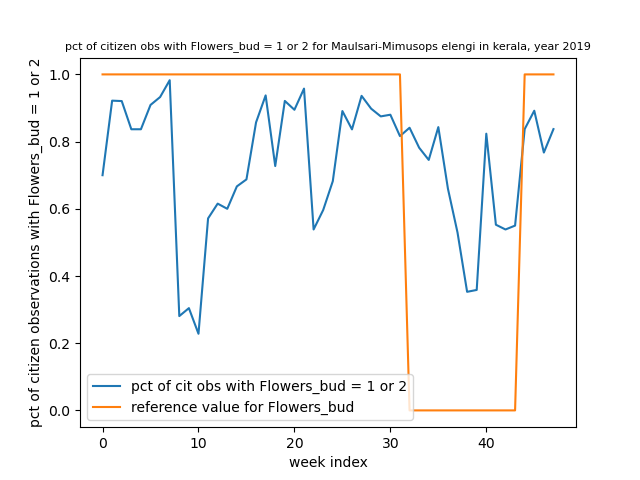 pct of citizen obs with Flowers_bud = 1 or 2 for Maulsari-Mimusops elengi in kerala, year 2019
pct of citizen observations with Flowers_bud = 1 or 2
1.0
0.8
0.6
0.4
0.2
0.0
pct of cit obs with Flowers_bud = 1 or 2
reference value for Flowers_bud
0 10 20 30 40
week index